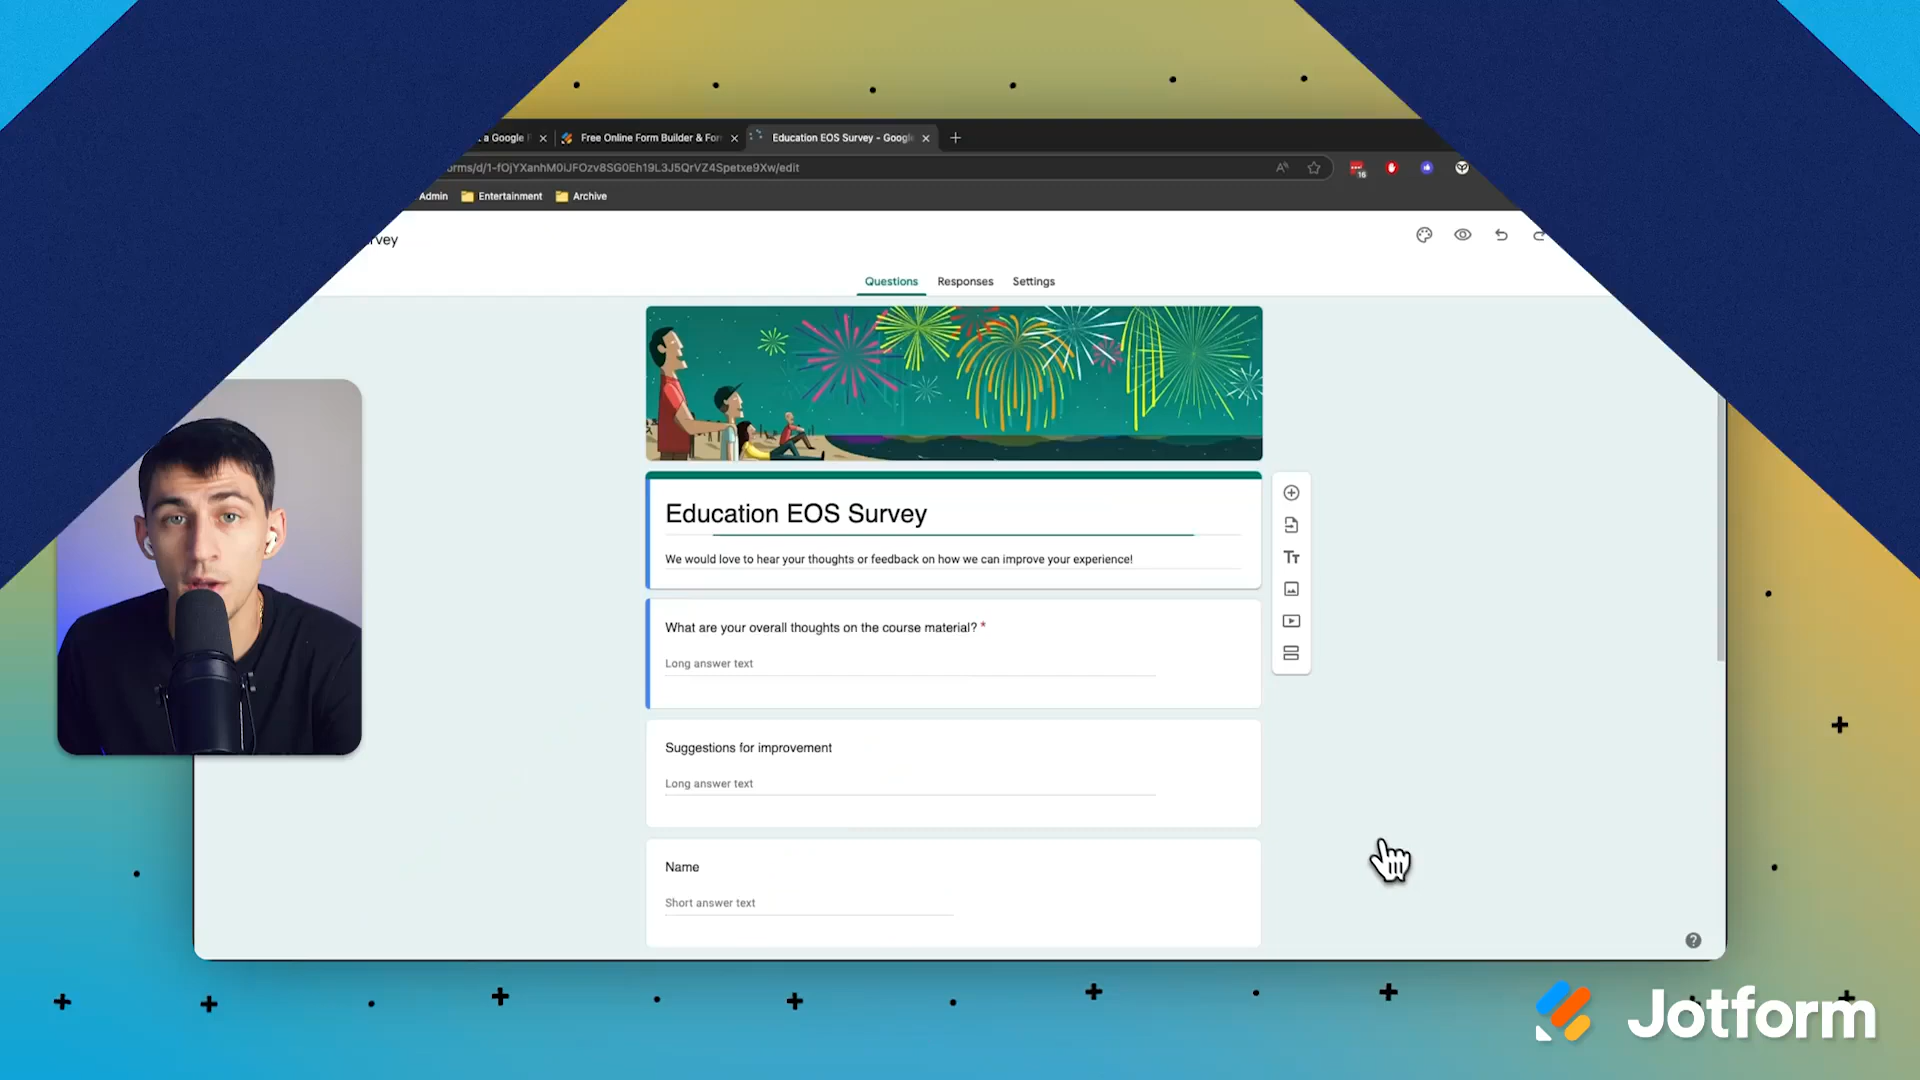 a Google
Free Online Form Builder & For
Education EOS Survey - Google
orms/d/1-fOjYXanhM0iJFOzv8SG0Eh19L3J5QrVZ4Spetxe9Xw/edit
16
Admin
Entertainment
Archive
rvey
Questions
Responses
Settings
Education EOS Survey
We would love to hear your thoughts or feedback on how we can improve your experience!
What are your overall thoughts on the course material? *
Long answer text
Suggestions for improvement
Long answer text
Name
Short answer text
Jotform